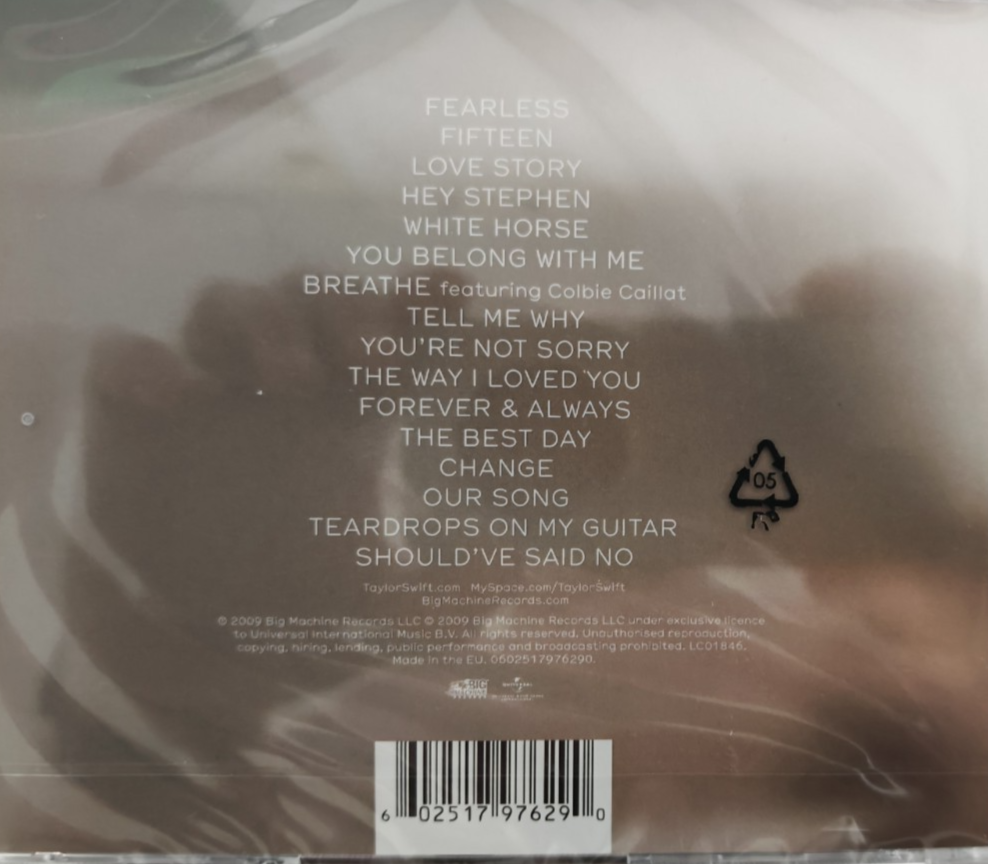 FEARLESS
FIFTEEN
LOVE STORY
HEY STEPHEN
WHITE HORSE
YOU BELONG WITH ME
BREATHE featuring Colbie Caillat
TELL ME WHY
YOU'RE NOT SORRY
THE WAY I LOVED YOU
FOREVER & ALWAYS
THE BEST DAY
CHANGE
OUR SONG
TEARDROPS ON MY GUITAR
SHOULD'VE SAID NO
05
PP
TaylorSwift.com MySpace.com/TaylorSwift
BigMachineRecords.com
℗ 2009 Big Machine Records LLC © 2009 Big Machine Records LLC under exclusive licence
to Universal International Music B.V. All rights reserved. Unauthorised reproduction,
copying, hiring, lending, public performance and broadcasting prohibited. LC01846.
Made in the EU. 0602517976290.
BIG
UNIVERSAL
6 02517 97629 0